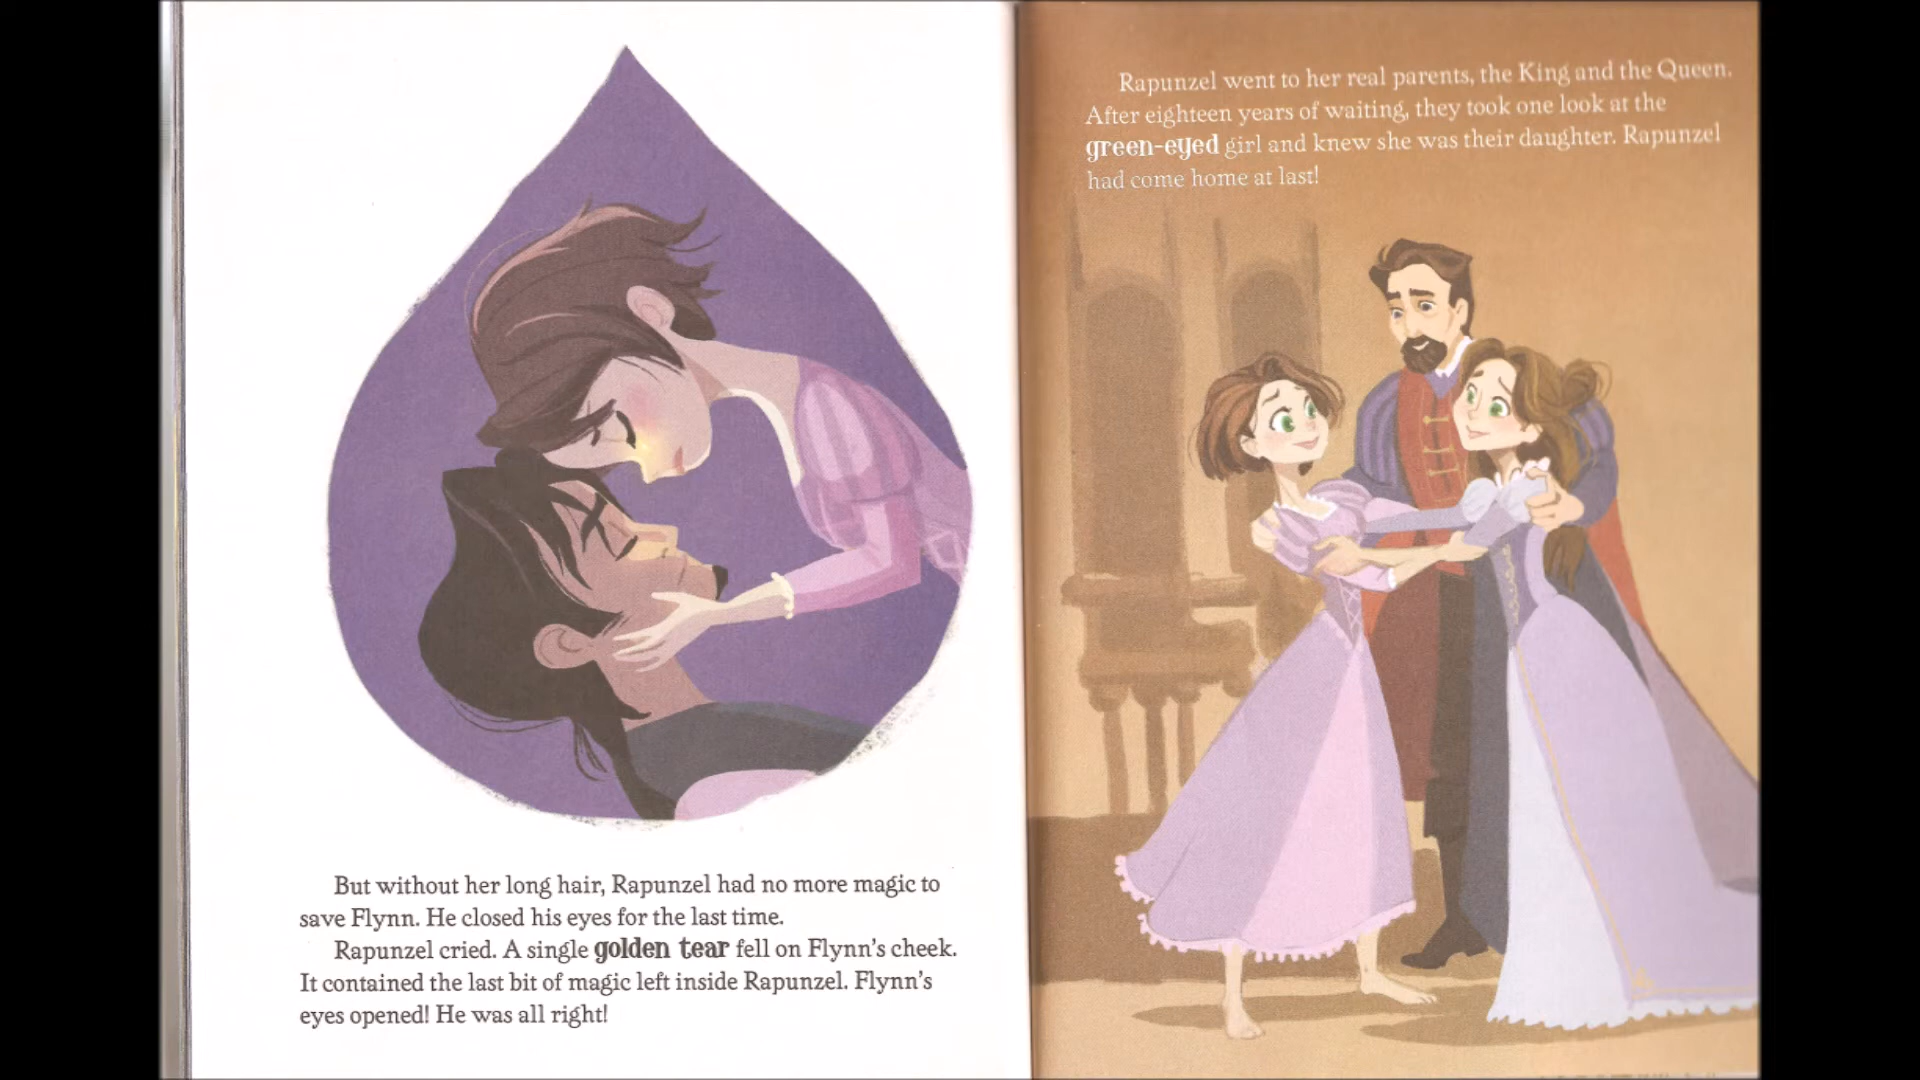 But without her long hair, Rapunzel had no more magic to
save Flynn. He closed his eyes for the last time.
Rapunzel cried. A single golden tear fell on Flynn's cheek.
It contained the last bit of magic left inside Rapunzel. Flynn's
eyes opened! He was all right!
Rapunzel went to her real parents, the King and the Queen.
After eighteen years of waiting, they took one look at the
green-eyed girl and knew she was their daughter. Rapunzel
had come home at last!